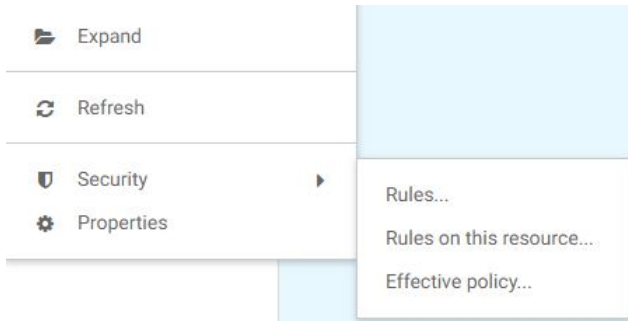 Expand
Refresh
Security
Properties
Rules...
Rules on this resource...
Effective policy...